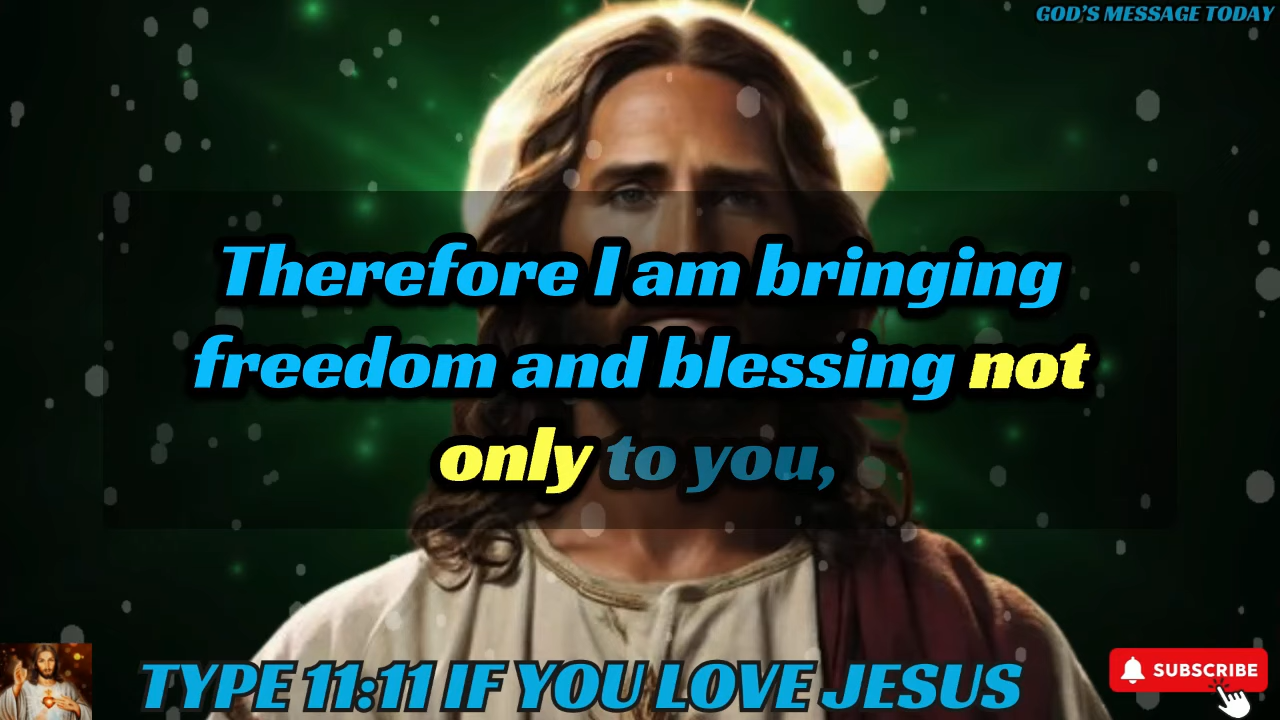 GOD'S MESSAGE TODAY
Therefore I am bringing
freedom and blessing not
only to you,
TYPE 11:11 IF YOU LOVE JESUS
SUBSCRIBE